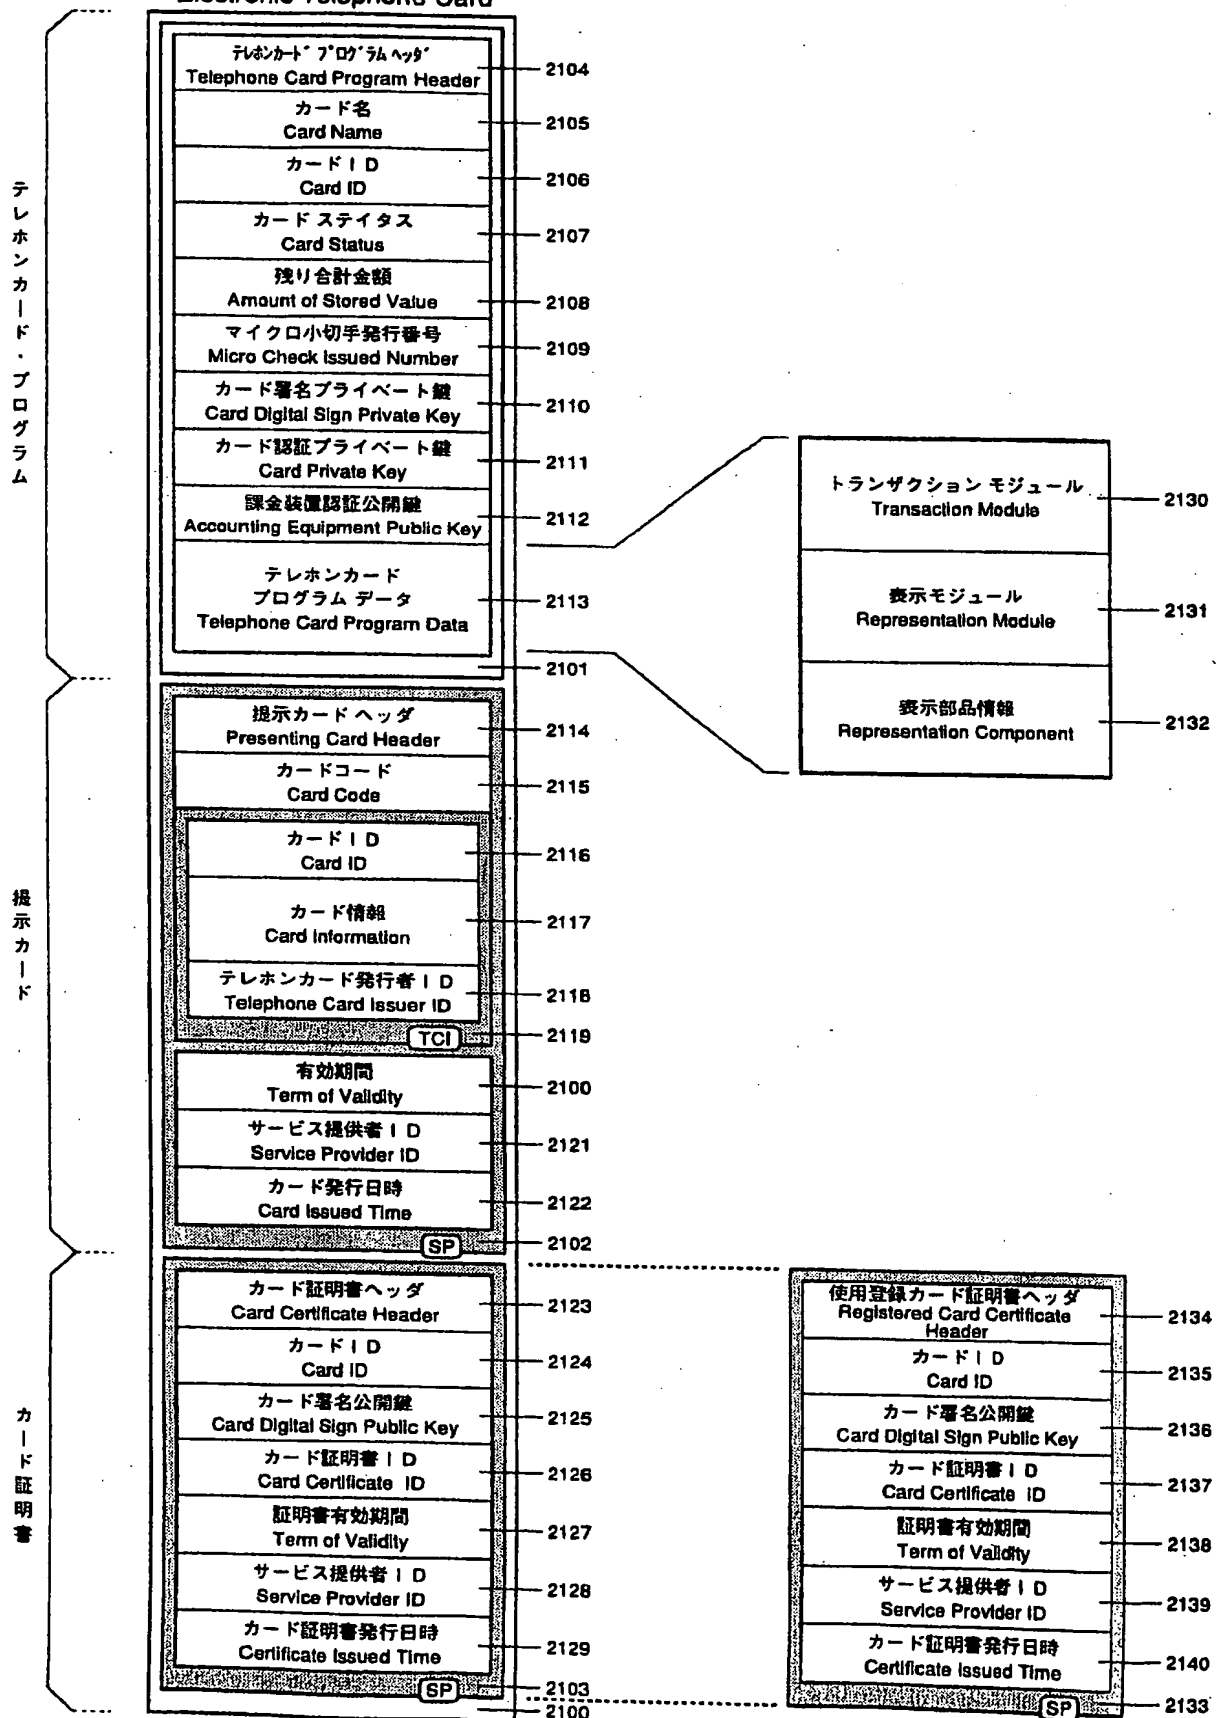 Electronic Telephone Card
テレホンカード・プログラム
テレホンカード プログラム ヘッダ
Telephone Card Program Header
2104
カード名
Card Name
2105
カードID
Card ID
2106
カード ステイタス
Card Status
2107
残り合計金額
Amount of Stored Value
2108
マイクロ小切手発行番号
Micro Check Issued Number
2109
カード署名プライベート鍵
Card Digital Sign Private Key
2110
カード認証プライベート鍵
Card Private Key
2111
課金装置認証公開鍵
Accounting Equipment Public Key
2112
テレホンカード
プログラム データ
Telephone Card Program Data
2113
2101
トランザクション モジュール
Transaction Module
2130
表示モジュール
Representation Module
2131
表示部品情報
Representation Component
2132
提示カード
提示カード ヘッダ
Presenting Card Header
2114
カードコード
Card Code
2115
カードID
Card ID
2116
カード情報
Card Information
2117
テレホンカード発行者ID
Telephone Card Issuer ID
2118
TCI
2119
有効期間
Term of Validity
2100
サービス提供者ID
Service Provider ID
2121
カード発行日時
Card Issued Time
2122
SP
2102
カード証明書
カード証明書ヘッダ
Card Certificate Header
2123
カードID
Card ID
2124
カード署名公開鍵
Card Digital Sign Public Key
2125
カード証明書ID
Card Certificate ID
2126
証明書有効期間
Term of Validity
2127
サービス提供者ID
Service Provider ID
2128
カード証明書発行日時
Certificate Issued Time
2129
SP
2103
2100
使用登録カード証明書ヘッダ
Registered Card Certificate
Header
2134
カードID
Card ID
2135
カード署名公開鍵
Card Digital Sign Public Key
2136
カード証明書ID
Card Certificate ID
2137
証明書有効期間
Term of Validity
2138
サービス提供者ID
Service Provider ID
2139
カード証明書発行日時
Certificate Issued Time
2140
SP
2133